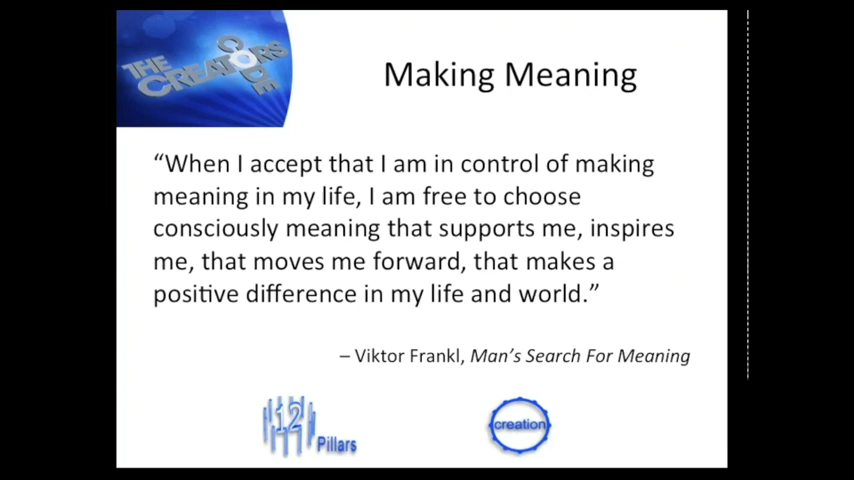 THE CREATORS CODE
Making Meaning
“When I accept that I am in control of making
meaning in my life, I am free to choose
consciously meaning that supports me, inspires
me, that moves me forward, that makes a
positive difference in my life and world.”
– Viktor Frankl, Man’s Search For Meaning
12 Pillars
creation